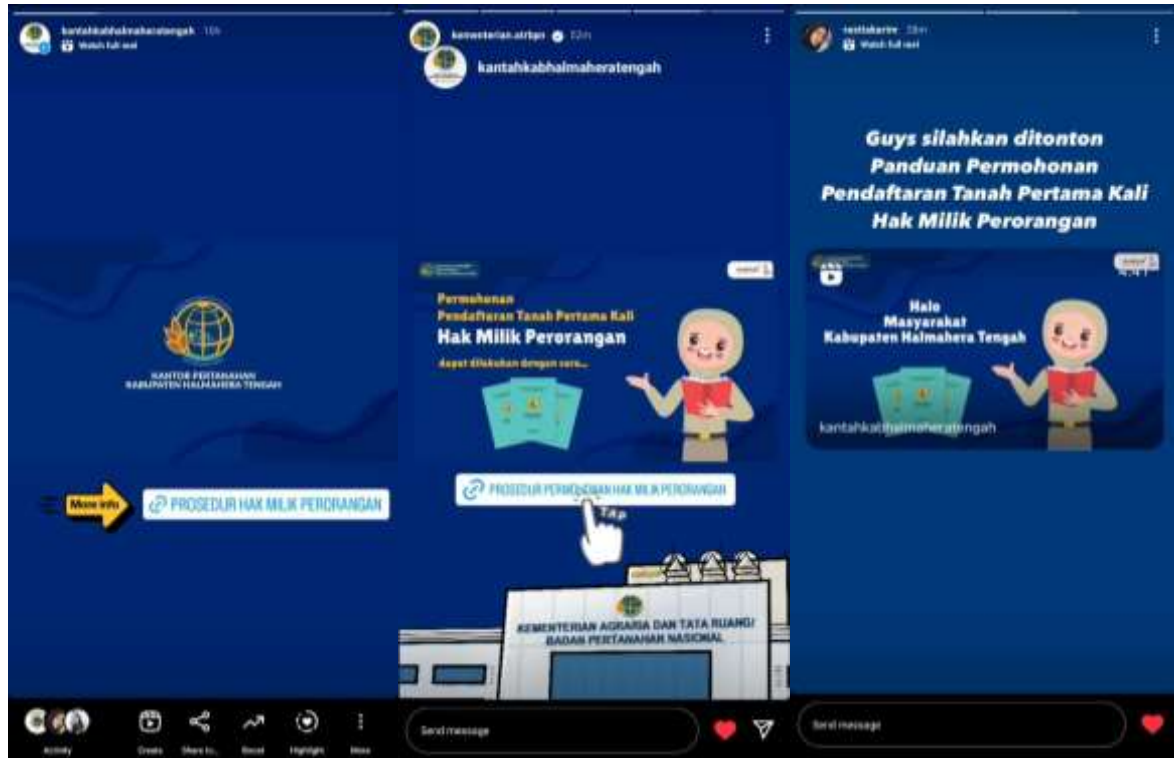 kantahkabhalmaheratengah 10h
Watch full reel
KANTOR PERTANAHAN
KABUPATEN HALMAHERA TENGAH
More info
PROSEDUR HAK MILIK PERORANGAN
Activity
Create
Share to...
Boost
Highlight
More
kementerian.atrbpn
kantahkabhalmaheratengah
Permohonan
Pendaftaran Tanah Pertama Kali
Hak Milik Perorangan
dapat dilakukan dengan cara...
PROSEDUR PERMOHONAN HAK MILIK PERORANGAN
TAP
KEMENTERIAN AGRARIA DAN TATA RUANG/
BADAN PERTANAHAN NASIONAL
Send message
Watch full reel
Guys silahkan ditonton
Panduan Permohonan
Pendaftaran Tanah Pertama Kali
Hak Milik Perorangan
Halo
Masyarakat
Kabupaten Halmahera Tengah
kantahkabhalmaheratengah
Send message